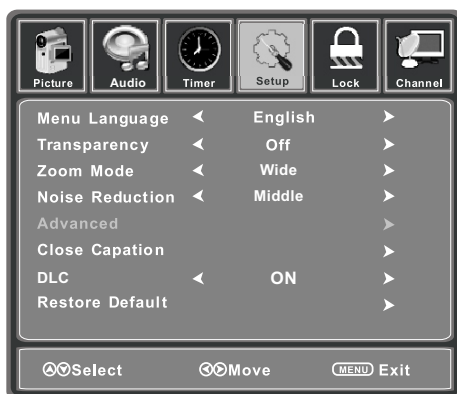 Picture Audio Timer Setup Lock Channel
Menu Language English
Transparency Off
Zoom Mode Wide
Noise Reduction Middle
Advanced
Close Capation
DLC ON
Restore Default
Select Move MENU Exit